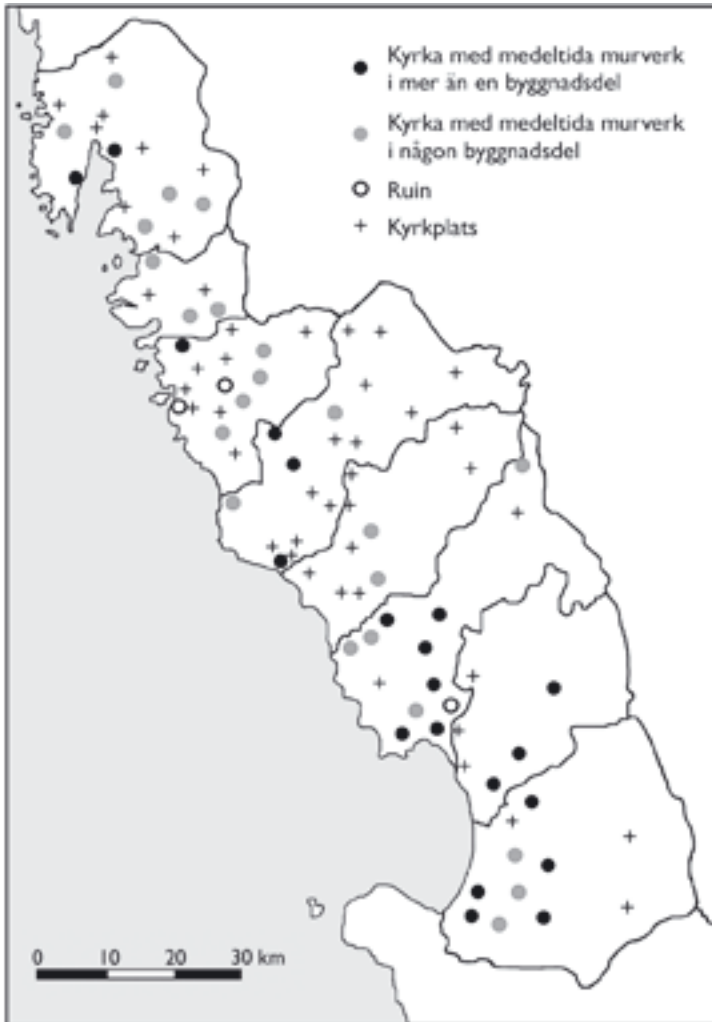 Kyrka med medeltida murverk
i mer än en byggnadsdel
Kyrka med medeltida murverk
i någon byggnadsdel
Ruin
Kyrkplats
0 10 20 30 km